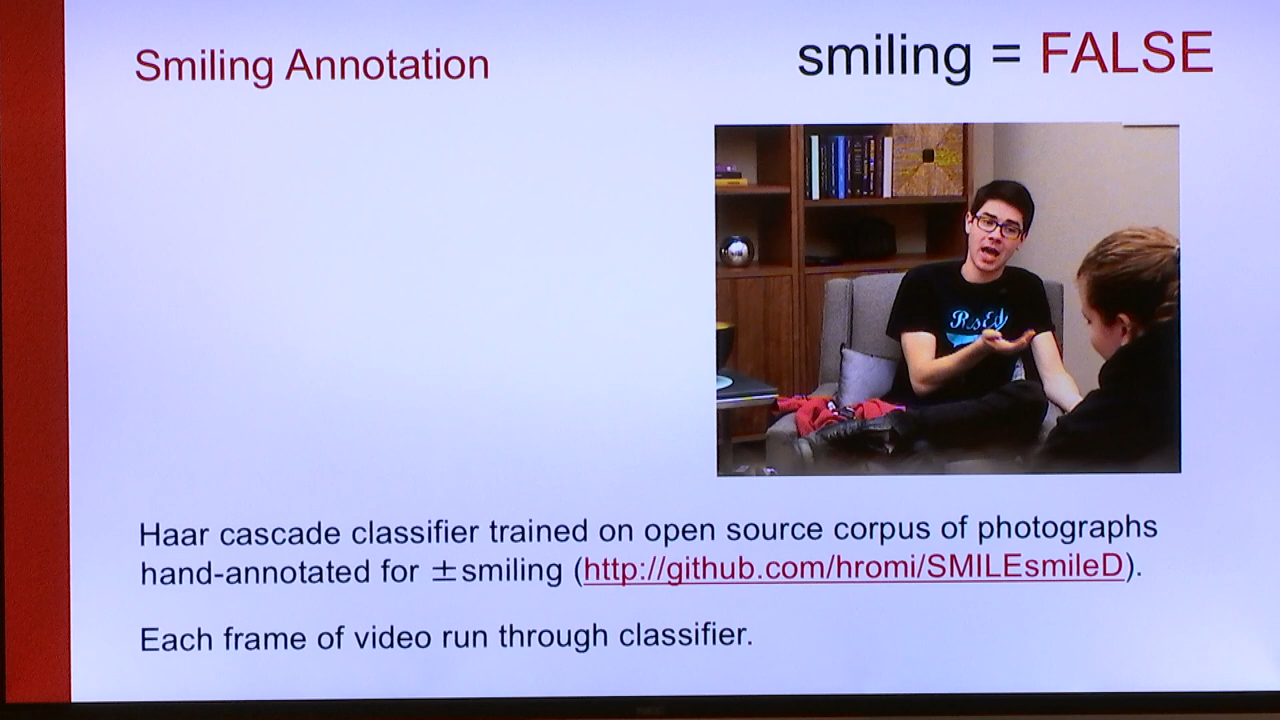 Smiling Annotation
smiling = FALSE
Haar cascade classifier trained on open source corpus of photographs
hand-annotated for ±smiling (http://github.com/hromi/SMILEsmileD).
Each frame of video run through classifier.